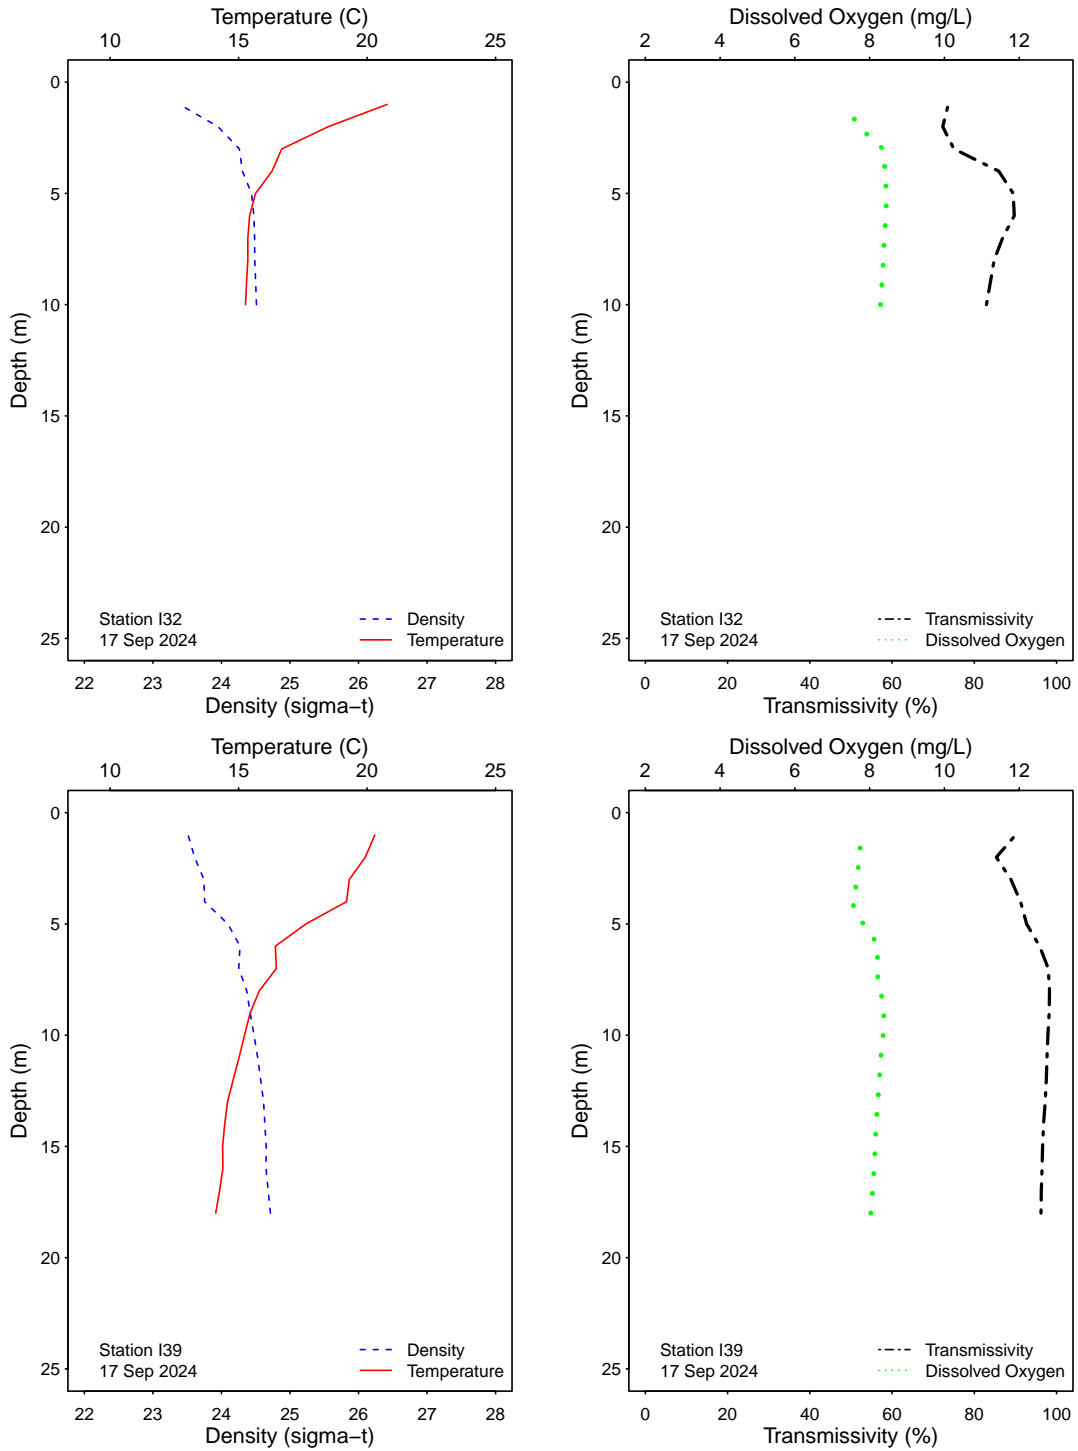 Temperature (C)
10 15 20 25
0
5
10
15
20
25
Depth (m)
Station I32
17 Sep 2024
Density
Temperature
22 23 24 25 26 27 28
Density (sigma−t)
Dissolved Oxygen (mg/L)
2 4 6 8 10 12
0
5
10
15
20
25
Depth (m)
Station I32
17 Sep 2024
Transmissivity
Dissolved Oxygen
0 20 40 60 80 100
Transmissivity (%)
Temperature (C)
10 15 20 25
0
5
10
15
20
25
Depth (m)
Station I39
17 Sep 2024
Density
Temperature
22 23 24 25 26 27 28
Density (sigma−t)
Dissolved Oxygen (mg/L)
2 4 6 8 10 12
0
5
10
15
20
25
Depth (m)
Station I39
17 Sep 2024
Transmissivity
Dissolved Oxygen
0 20 40 60 80 100
Transmissivity (%)